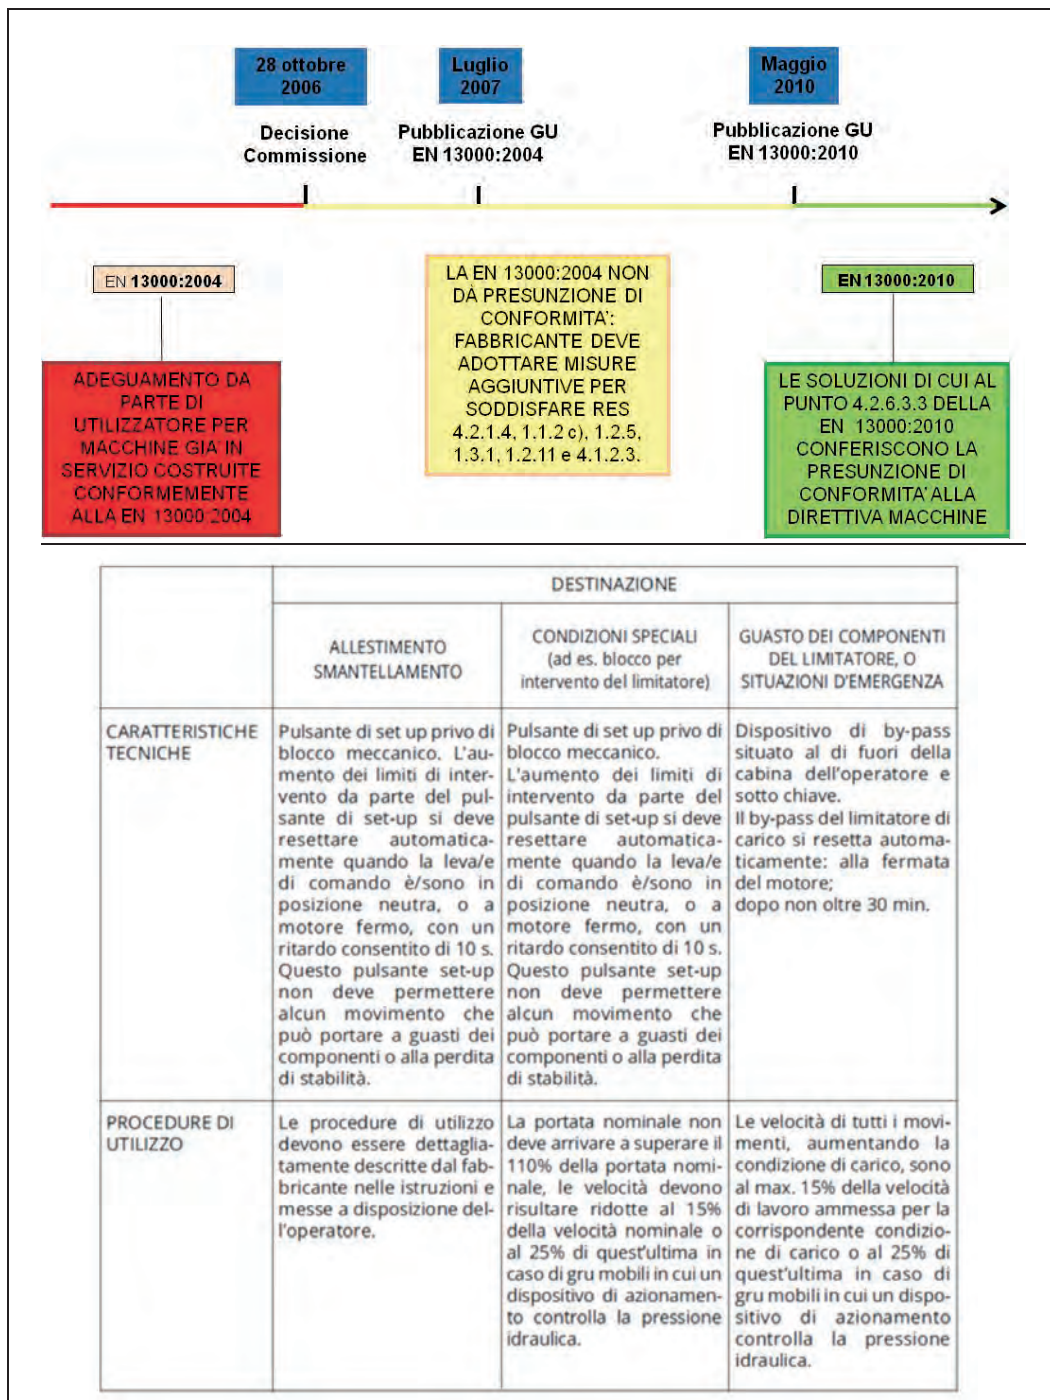 28 ottobre
2006
Luglio
2007
Maggio
2010
Decisione
Commissione
Pubblicazione GU
EN 13000:2004
Pubblicazione GU
EN 13000:2010
EN 13000:2004
ADEGUAMENTO DA
PARTE DI
UTILIZZATORE PER
MACCHINE GIA' IN
SERVIZIO COSTRUITE
CONFORMEMENTE
ALLA EN 13000:2004
LA EN 13000:2004 NON
DÀ PRESUNZIONE DI
CONFORMITA':
FABBRICANTE DEVE
ADOTTARE MISURE
AGGIUNTIVE PER
SODDISFARE RES
4.2.1.4, 1.1.2 c), 1.2.5,
1.3.1, 1.2.11 e 4.1.2.3.
EN 13000:2010
LE SOLUZIONI DI CUI AL
PUNTO 4.2.6.3.3 DELLA
EN 13000:2010
CONFERISCONO LA
PRESUNZIONE DI
CONFORMITA' ALLA
DIRETTIVA MACCHINE
DESTINAZIONE
ALLESTIMENTO
SMANTELLAMENTO
CONDIZIONI SPECIALI
(ad es. blocco per
intervento del limitatore)
GUASTO DEI COMPONENTI
DEL LIMITATORE, O
SITUAZIONI D'EMERGENZA
CARATTERISTICHE
TECNICHE
Pulsante di set up privo di
blocco meccanico. L'au-
mento dei limiti di inter-
vento da parte del pul-
sante di set-up si deve
resettare automatica-
mente quando la leva/e
di comando è/sono in
posizione neutra, o a
motore fermo, con un
ritardo consentito di 10 s.
Questo pulsante set-up
non deve permettere
alcun movimento che
può portare a guasti dei
componenti o alla perdita
di stabilità.
Pulsante di set up privo di
blocco meccanico.
L'aumento dei limiti di
intervento da parte del
pulsante di set-up si deve
resettare automatica-
mente quando la leva/e
di comando è/sono in
posizione neutra, o a
motore fermo, con un
ritardo consentito di 10 s.
Questo pulsante set-up
non deve permettere
alcun movimento che
può portare a guasti dei
componenti o alla perdita
di stabilità.
Dispositivo di by-pass
situato al di fuori della
cabina dell'operatore e
sotto chiave.
Il by-pass del limitatore di
carico si resetta automa-
ticamente: alla fermata
del motore;
dopo non oltre 30 min.
PROCEDURE DI
UTILIZZO
Le procedure di utilizzo
devono essere dettaglia-
tamente descritte dal fab-
bricante nelle istruzioni e
messe a disposizione del-
l'operatore.
La portata nominale non
deve arrivare a superare il
110% della portata nomi-
nale, le velocità devono
risultare ridotte al 15%
della velocità nominale o
al 25% di quest'ultima in
caso di gru mobili in cui un
dispositivo di azionamen-
to controlla la pressione
idraulica.
Le velocità di tutti i movi-
menti, aumentando la
condizione di carico, sono
al max. 15% della velocità
di lavoro ammessa per la
corrispondente condizio-
ne di carico o al 25% di
quest'ultima in caso di
gru mobili in cui un dispo-
sitivo di azionamento
controlla la pressione
idraulica.